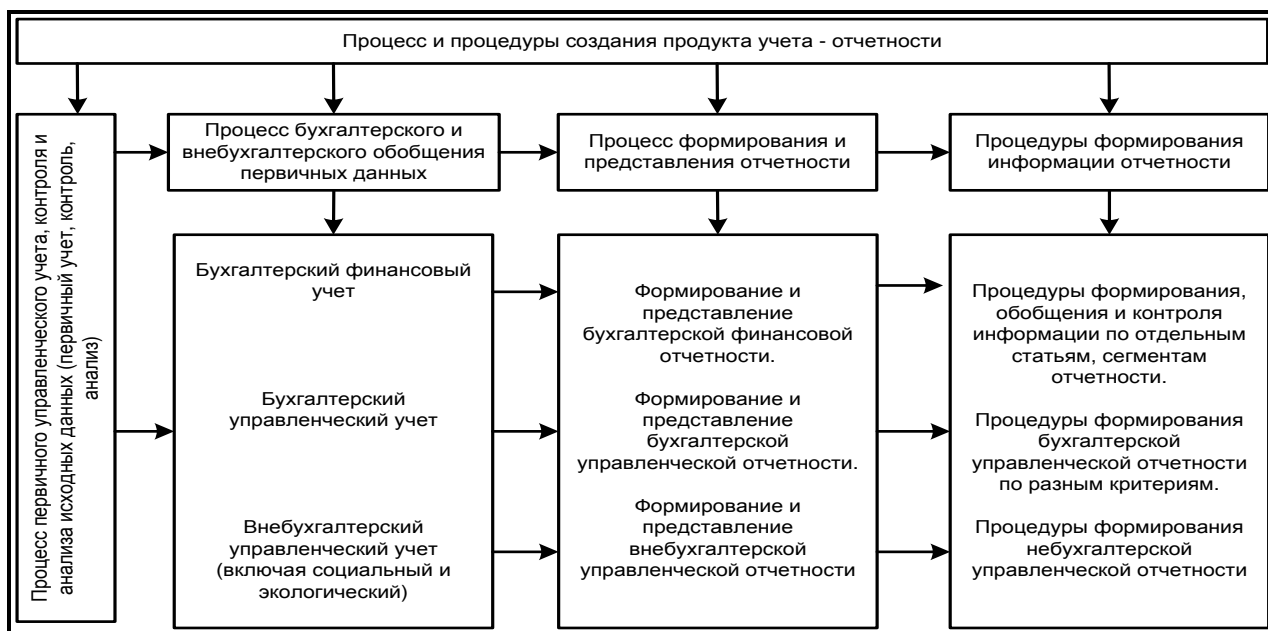 Процесс и процедуры создания продукта учета - отчетности
Процесс первичного управленческого учета, контроля и
анализа исходных данных (первичный учет, контроль,
анализ)
Процесс бухгалтерского и
внебухгалтерского обобщения
первичных данных
Процесс формирования и
представления отчетности
Процедуры формирования
информации отчетности
Бухгалтерский финансовый
учет
Бухгалтерский
управленческий учет
Внебухгалтерский
управленческий учет
(включая социальный и
экологический)
Формирование и
представление
бухгалтерской финансовой
отчетности.
Формирование и
представление
бухгалтерской
управленческой отчетности.
Формирование и
представление
внебухгалтерской
управленческой отчетности
Процедуры формирования,
обобщения и контроля
информации по отдельным
статьям, сегментам
отчетности.
Процедуры формирования
бухгалтерской
управленческой отчетности
по разным критериям.
Процедуры формирования
небухгалтерской
управленческой отчетности